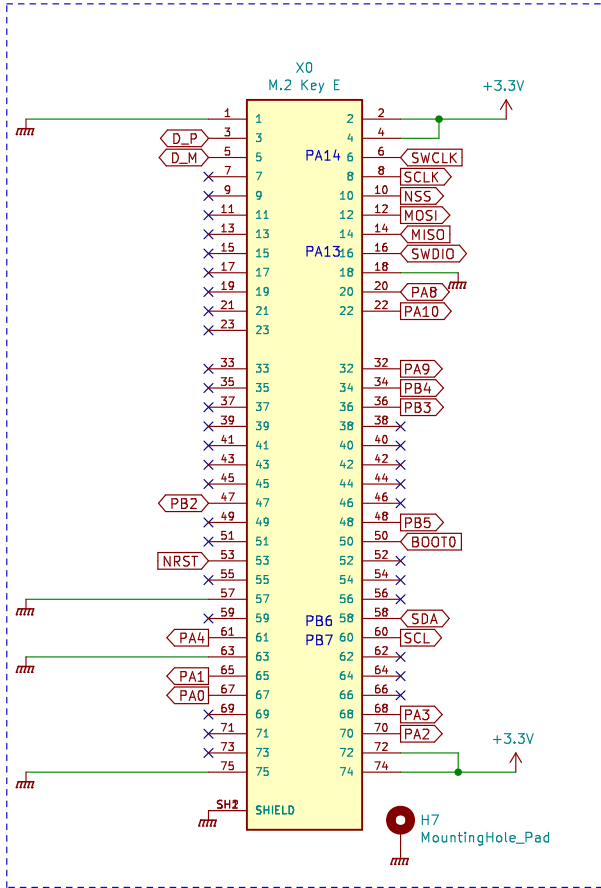 X0
M.2 Key E
+3.3V
1 1 2 2
D_P 3 3 4 4
D_M 5 5 PA14 6 6 SWCLK
7 7 8 8 SCLK
9 9 10 10 NSS
11 11 12 12 MOSI
13 13 14 14 MISO
15 15 PA13 16 16 SWDIO
17 17 18 18
19 19 20 20 PA8
21 21 22 22 PA10
23 23
33 33 32 32 PA9
35 35 34 34 PB4
37 37 36 36 PB3
39 39 38 38
41 41 40 40
43 43 42 42
45 45 44 44
PB2 47 47 46 46
49 49 48 48 PB5
51 51 50 50 BOOT0
NRST 53 53 52 52
55 55 54 54
57 57 56 56
59 59 PB6 58 58 SDA
PA4 61 61 PB7 60 60 SCL
63 63 62 62
PA1 65 65 64 64
PA0 67 67 66 66
69 69 68 68 PA3
71 71 70 70 PA2
73 73 72 72 +3.3V
75 75 74 74
SHIELD
H7
MountingHole_Pad